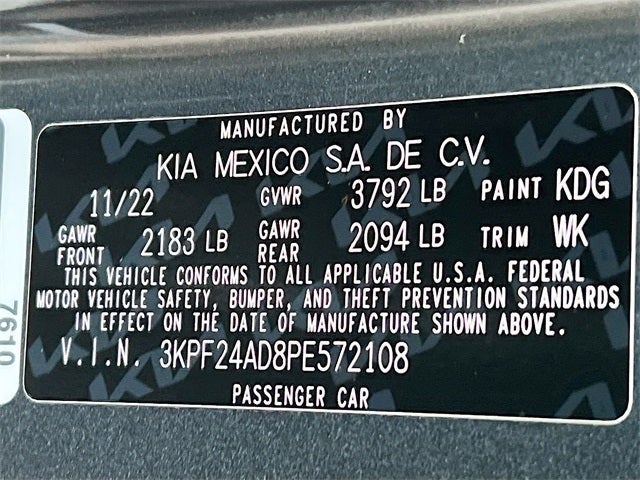 MANUFACTURED BY
KIA MEXICO S.A. DE C.V.
11/22 GVWR 3792 LB PAINT KDG
GAWR FRONT 2183 LB GAWR REAR 2094 LB TRIM WK
THIS VEHICLE CONFORMS TO ALL APPLICABLE U.S.A. FEDERAL
MOTOR VEHICLE SAFETY, BUMPER, AND THEFT PREVENTION STANDARDS
IN EFFECT ON THE DATE OF MANUFACTURE SHOWN ABOVE.
V.I.N. 3KPF24AD8PE572108
PASSENGER CAR
7610